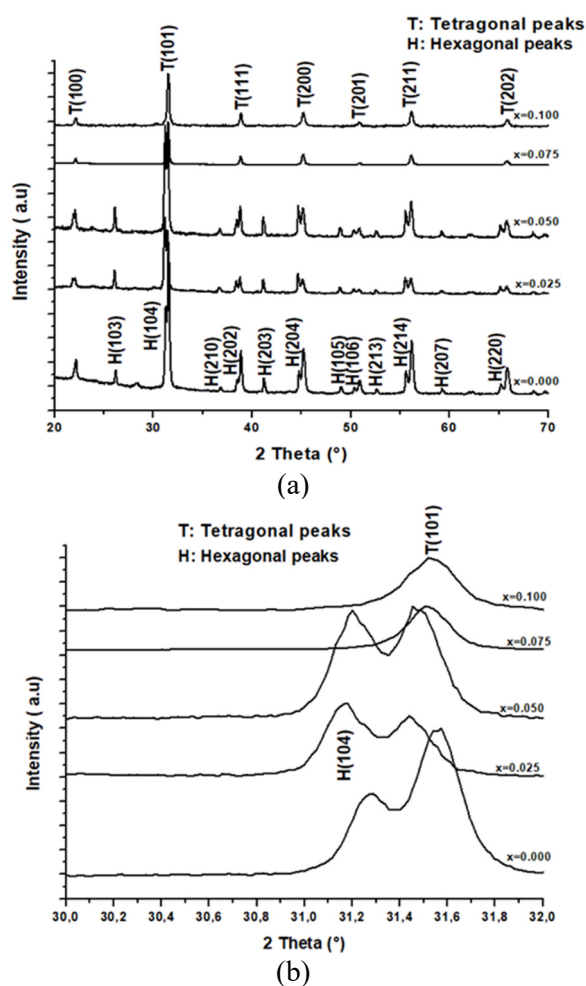 T: Tetragonal peaks
H: Hexagonal peaks
T(100)
T(101)
T(111)
T(200)
T(201)
T(211)
T(202)
x=0.100
x=0.075
x=0.050
x=0.025
x=0.000
H(103)
H(104)
H(210)
H(202)
H(203)
H(204)
H(105)
H(106)
H(213)
H(214)
H(207)
H(220)
Intensity ( a.u)
20 30 40 50 60 70
2 Theta (°)
(a)
T: Tetragonal peaks
H: Hexagonal peaks
T(101)
x=0.100
x=0.075
x=0.050
H(104)
x=0.025
x=0.000
Intensity ( a.u)
30,0 30,2 30,4 30,6 30,8 31,0 31,2 31,4 31,6 31,8 32,0
2 Theta (°)
(b)